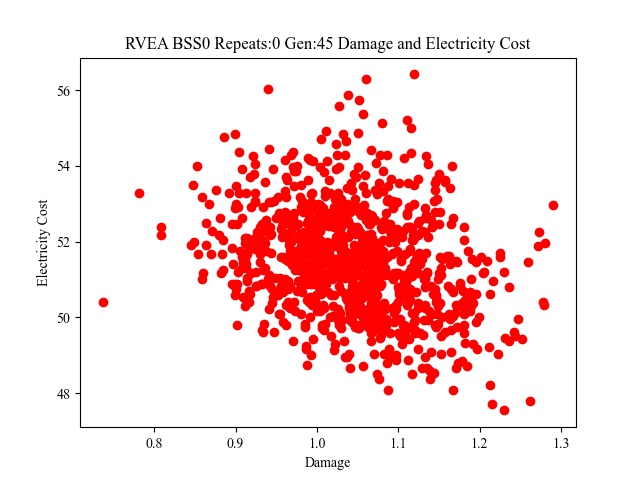 RVEA BSS0 Repeats:0 Gen:45 Damage and Electricity Cost
56
54
52
50
48
Electricity Cost
0.8 0.9 1.0 1.1 1.2 1.3
Damage